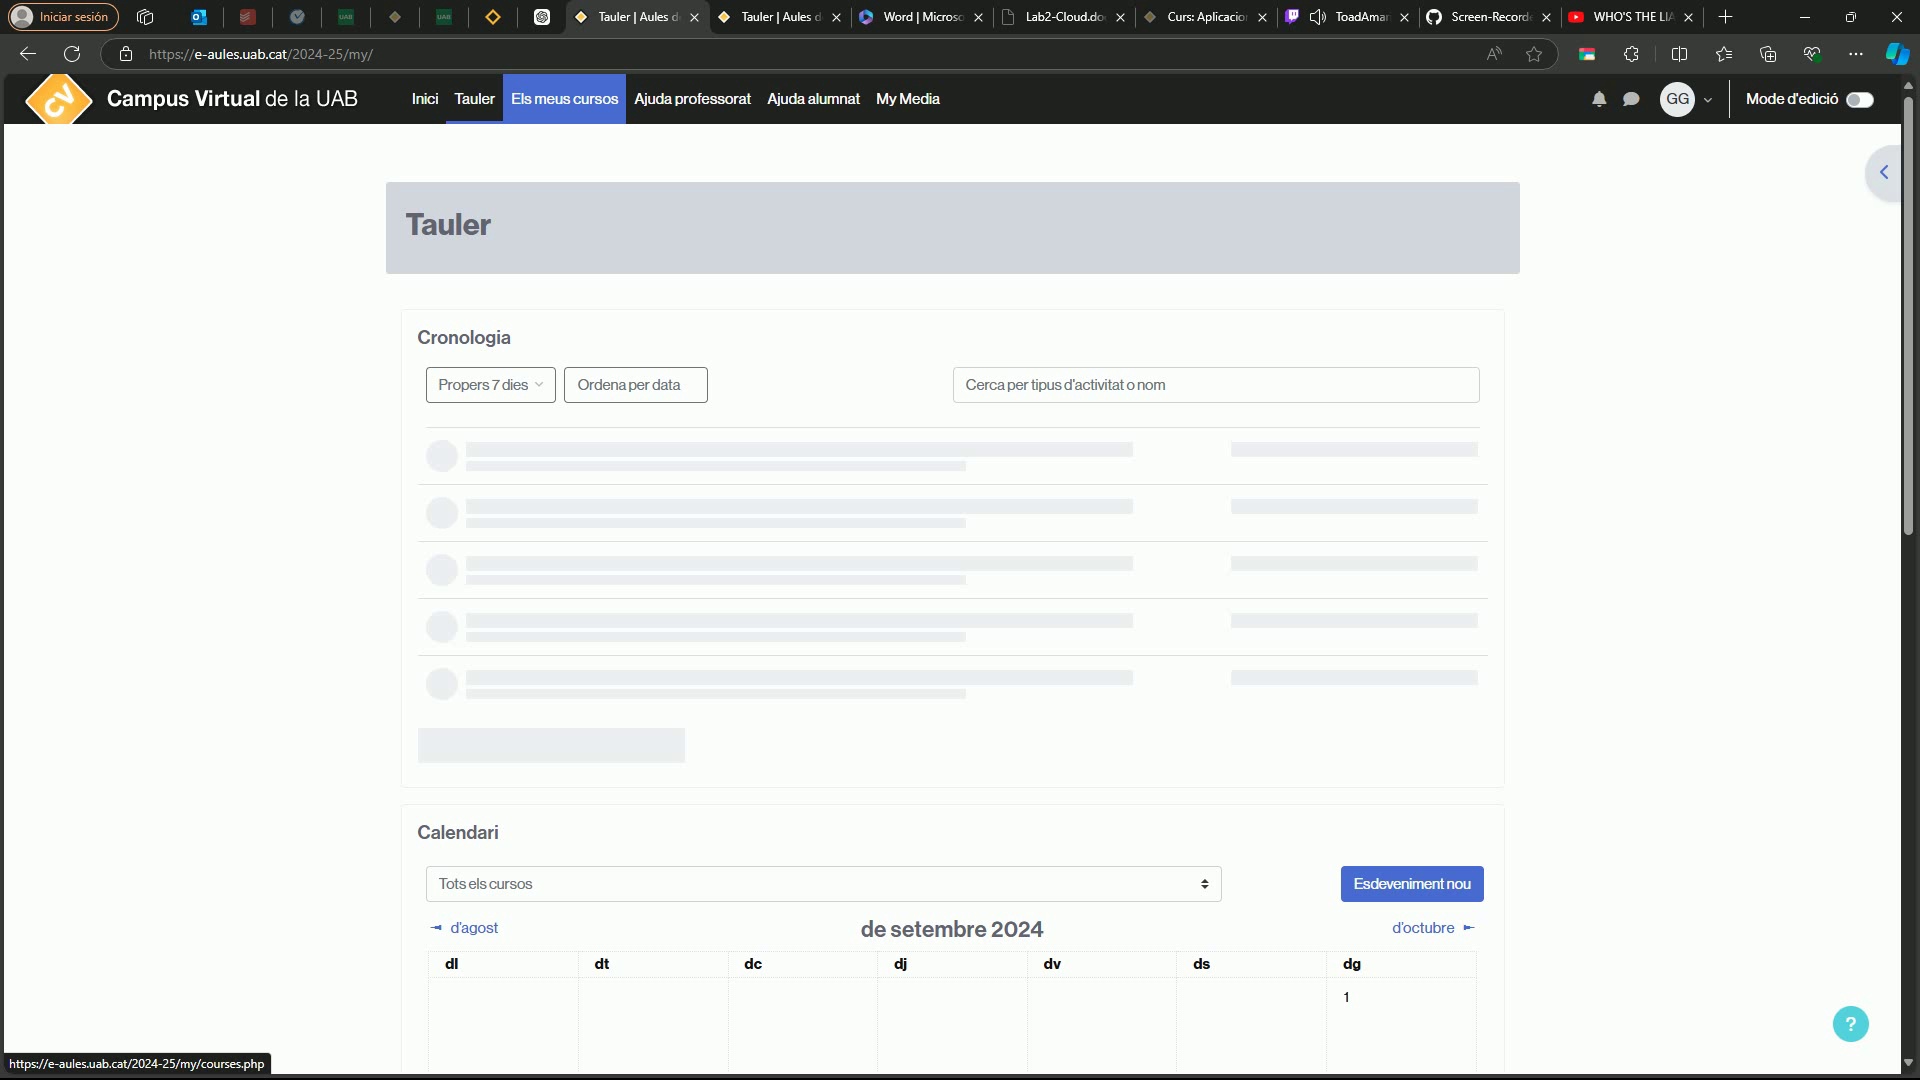 Iniciar sesión
Tauler | Aules d
Tauler | Aules d
Word | Microso
Lab2-Cloud.do
Curs: Aplicacion
ToadAman
Screen-Record
WHO'S THE LIA
https://e-aules.uab.cat/2024-25/my/
CV
Campus Virtual de la UAB
Inici
Tauler
Els meus cursos
Ajuda professorat
Ajuda alumnat
My Media
GG
Mode d'edició
Tauler
Cronologia
Propers 7 dies
Ordena per data
Cerca per tipus d'activitat o nom
Calendari
Tots els cursos
Esdeveniment nou
◄ d'agost
de setembre 2024
d'octubre ►
dl dt dc dj dv ds dg
1
?
https://e-aules.uab.cat/2024-25/my/courses.php